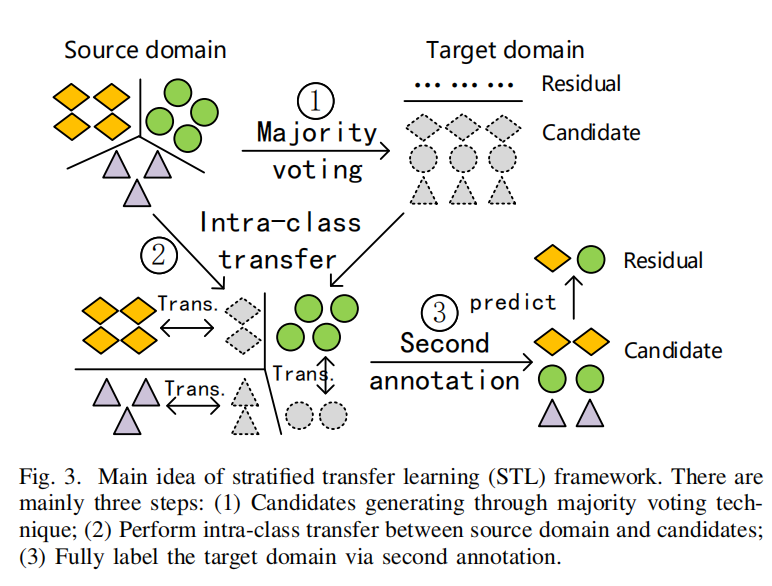 Source domain
Target domain
... ... ...
Residual
①
Majority
voting
Candidate
Intra-class
transfer
②
Trans.
Trans.
Trans.
③
predict
Second
annotation
Residual
Candidate
Fig. 3. Main idea of stratified transfer learning (STL) framework. There are
mainly three steps: (1) Candidates generating through majority voting tech-
nique; (2) Perform intra-class transfer between source domain and candidates;
(3) Fully label the target domain via second annotation.